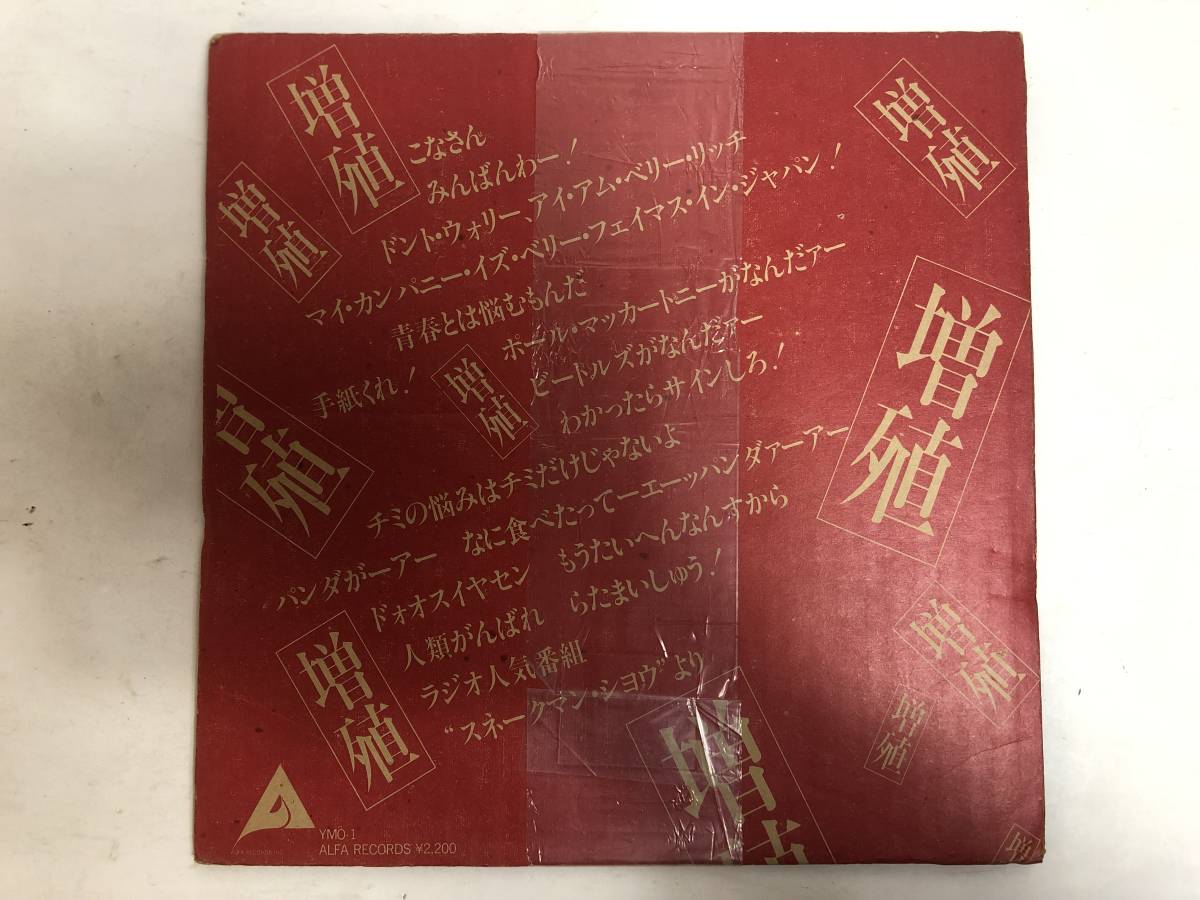 増殖
増殖
増殖
こなさん
みんばんわー!
ドント・ウォリー、アイ・アム・ベリー・リッチ
マイ・カンパニー・イズ・ベリー・フェイマス・イン・ジャパン!
青春とは悩むもんだ
ポール・マッカートニーがなんだァー
手紙くれ!
ビードルズがなんだァー
わかったらサインしろ!
増殖
増殖
増殖
チミの悩みはチミだけじゃないよ
パンダがーアー なに食べたってーエーッパンダァーアー
ドォオスイヤセン もうたいへんなんすから
人類がんばれ らたまいしゅう!
ラジオ人気番組
“スネークマン・ショウ”より
増殖
増殖
増殖
増殖
増
YMO-1
ALFA RECORDS ¥2,200